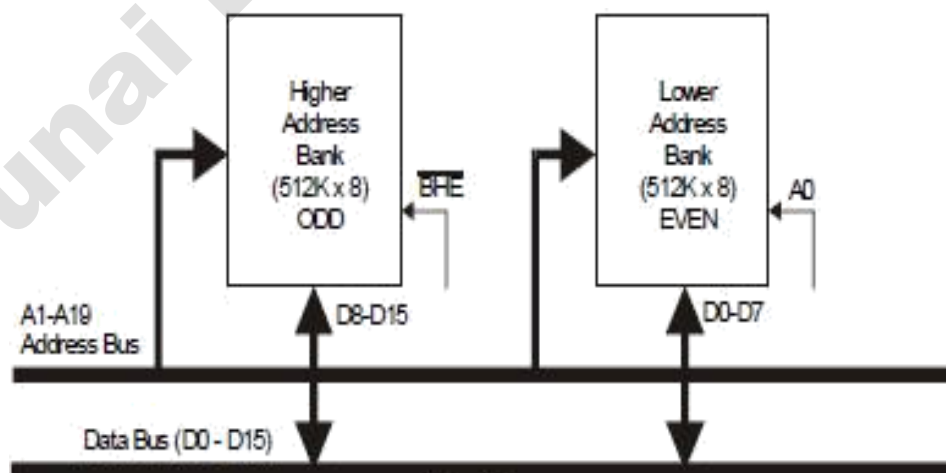 Higher
Address
Bank
(512K x 8)
ODD
BHE
Lower
Address
Bank
(512K x 8)
EVEN
A0
A1-A19
Address Bus
D8-D15
D0-D7
Data Bus (D0 - D15)
unai